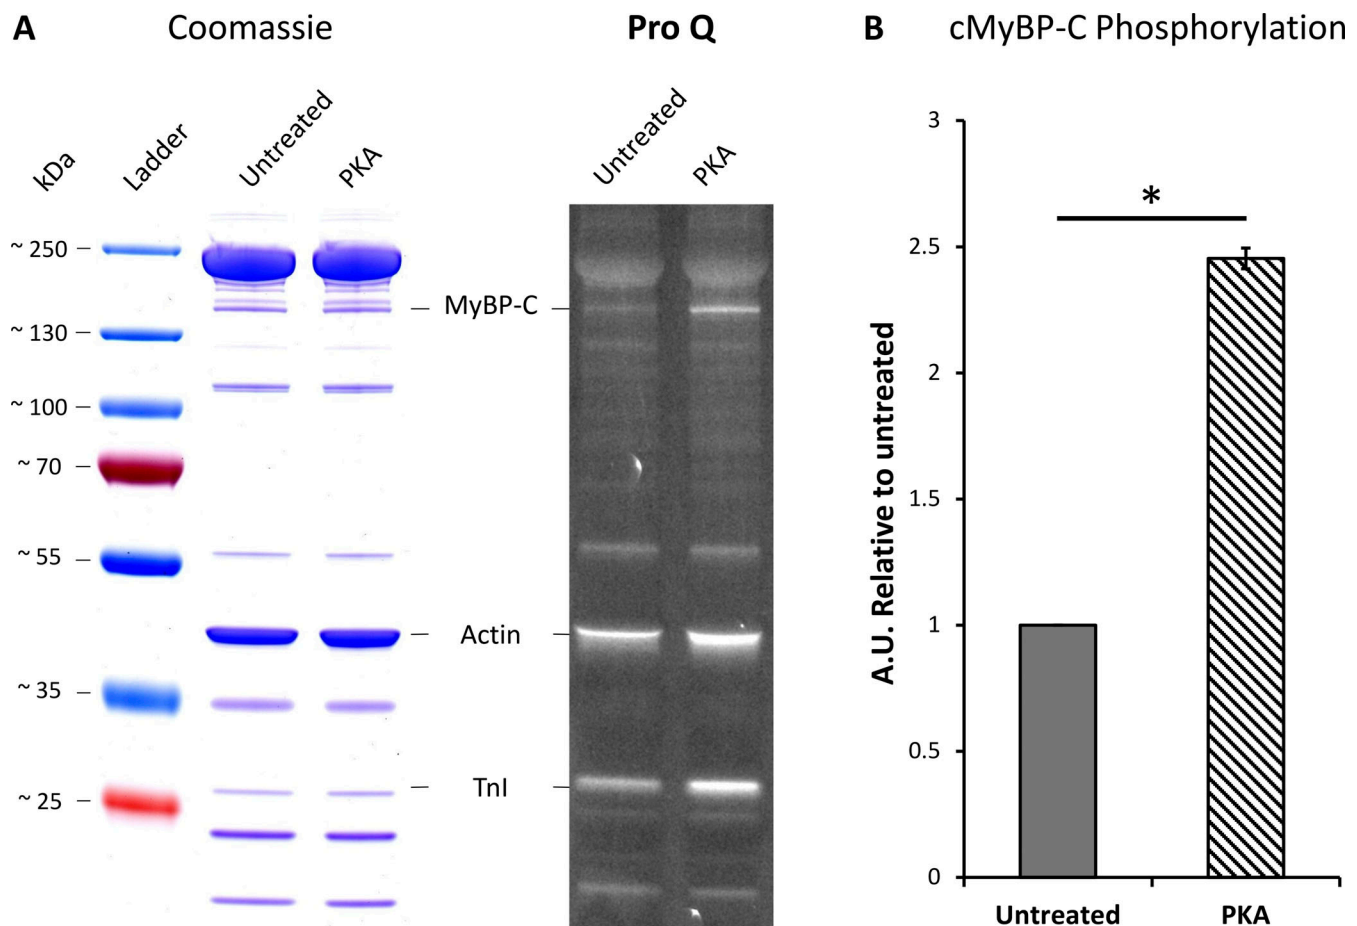 A Coomassie Pro Q B cMyBP-C Phosphorylation
kDa Ladder Untreated PKA Untreated PKA
~ 250
~ 130
~ 100
~ 70
~ 55
~ 35
~ 25
MyBP-C
Actin
TnI
A.U. Relative to untreated
3
2.5
2
1.5
1
0.5
0
*
Untreated PKA